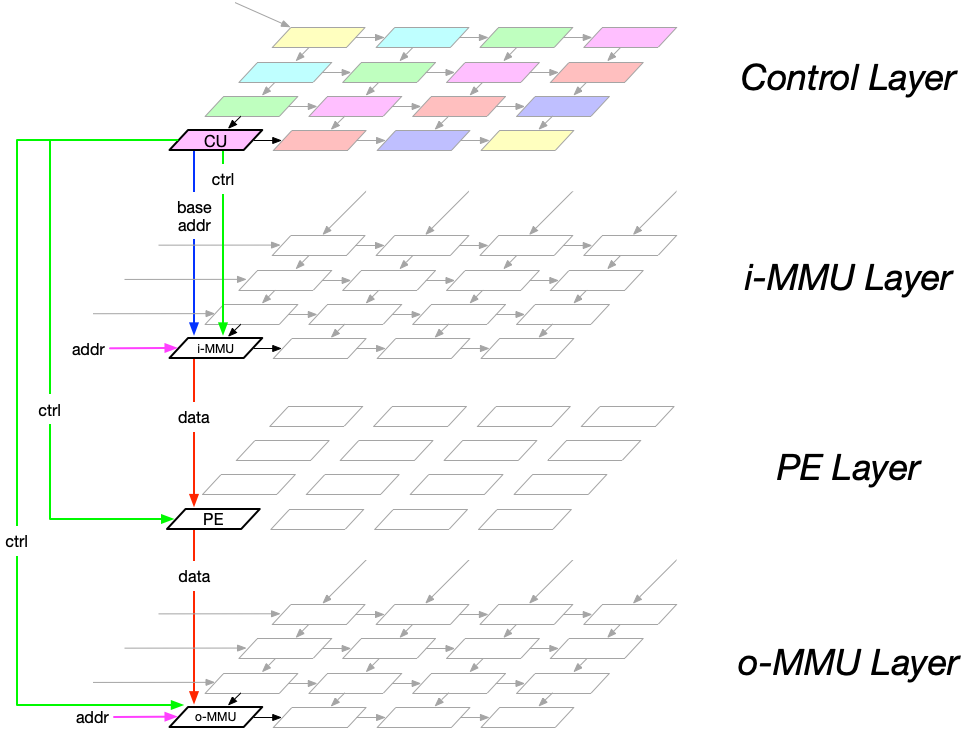 Control Layer
CU
ctrl
base
addr
i-MMU Layer
addr
i-MMU
ctrl
data
PE Layer
PE
ctrl
data
o-MMU Layer
addr
o-MMU